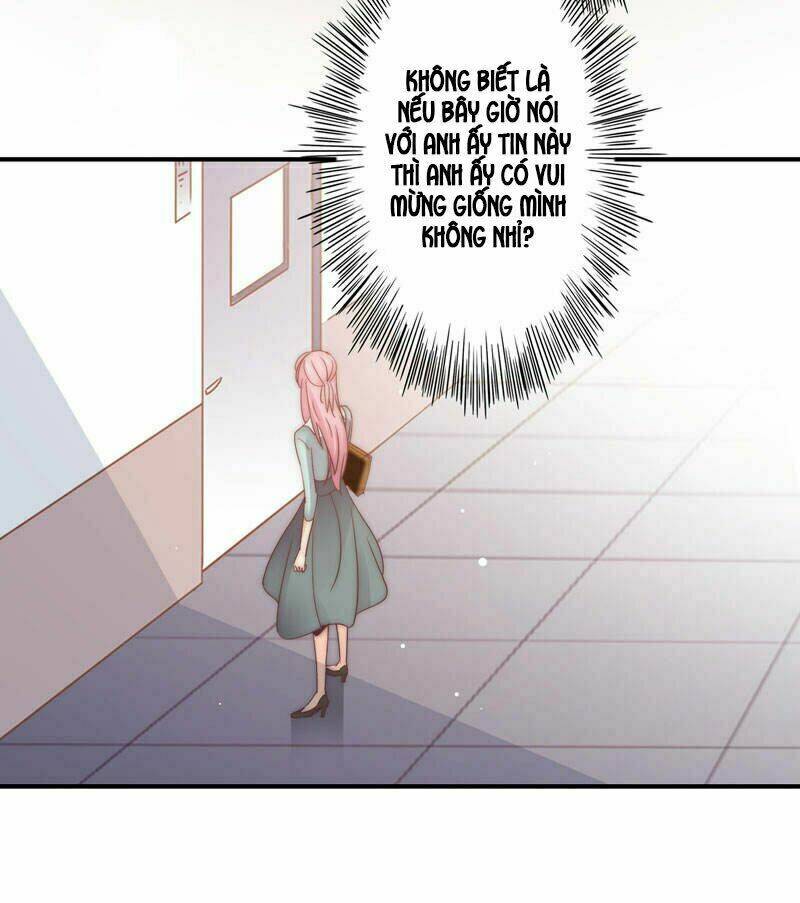 KHÔNG BIẾT LÀ
NẾU BÂY GIỜ NÓI
VỚI ANH ẤY TIN NÀY
THÌ ANH ẤY CÓ VUI
MỪNG GIỐNG MÌNH
KHÔNG NHỈ?